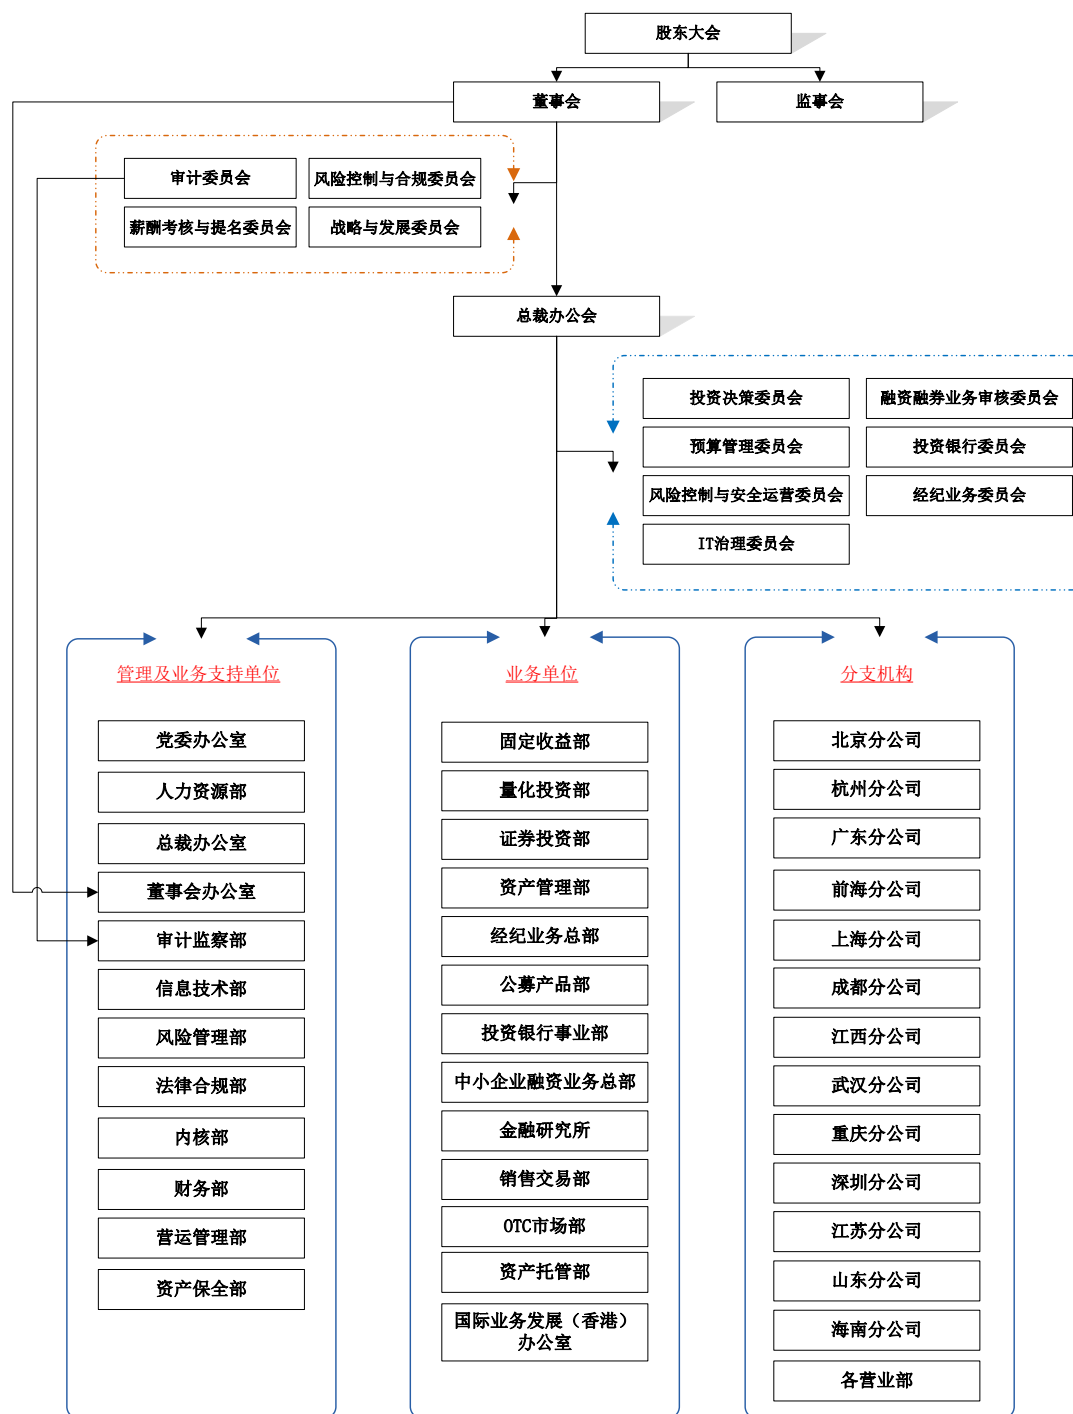 股东大会
董事会
监事会
审计委员会
风险控制与合规委员会
薪酬考核与提名委员会
战略与发展委员会
总裁办公会
投资决策委员会
融资融券业务审核委员会
预算管理委员会
投资银行委员会
风险控制与安全运营委员会
经纪业务委员会
IT治理委员会
管理及业务支持单位
党委办公室
人力资源部
总裁办公室
董事会办公室
审计监察部
信息技术部
风险管理部
法律合规部
内核部
财务部
营运管理部
资产保全部
业务单位
固定收益部
量化投资部
证券投资部
资产管理部
经纪业务总部
公募产品部
投资银行事业部
中小企业融资业务总部
金融研究所
销售交易部
OTC市场部
资产托管部
国际业务发展（香港）
办公室
分支机构
北京分公司
杭州分公司
广东分公司
前海分公司
上海分公司
成都分公司
江西分公司
武汉分公司
重庆分公司
深圳分公司
江苏分公司
山东分公司
海南分公司
各营业部